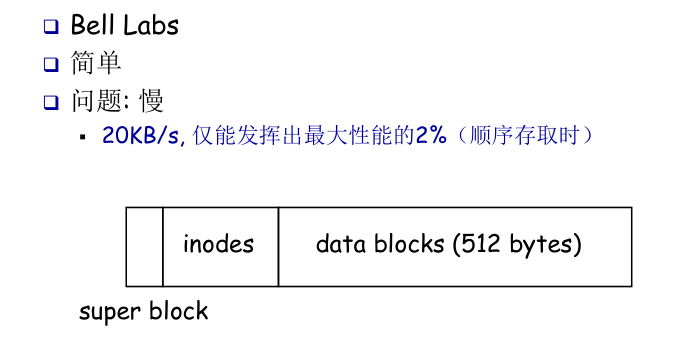 Bell Labs
简单
问题: 慢
20KB/s, 仅能发挥出最大性能的2%（顺序存取时）
inodes
data blocks (512 bytes)
super block